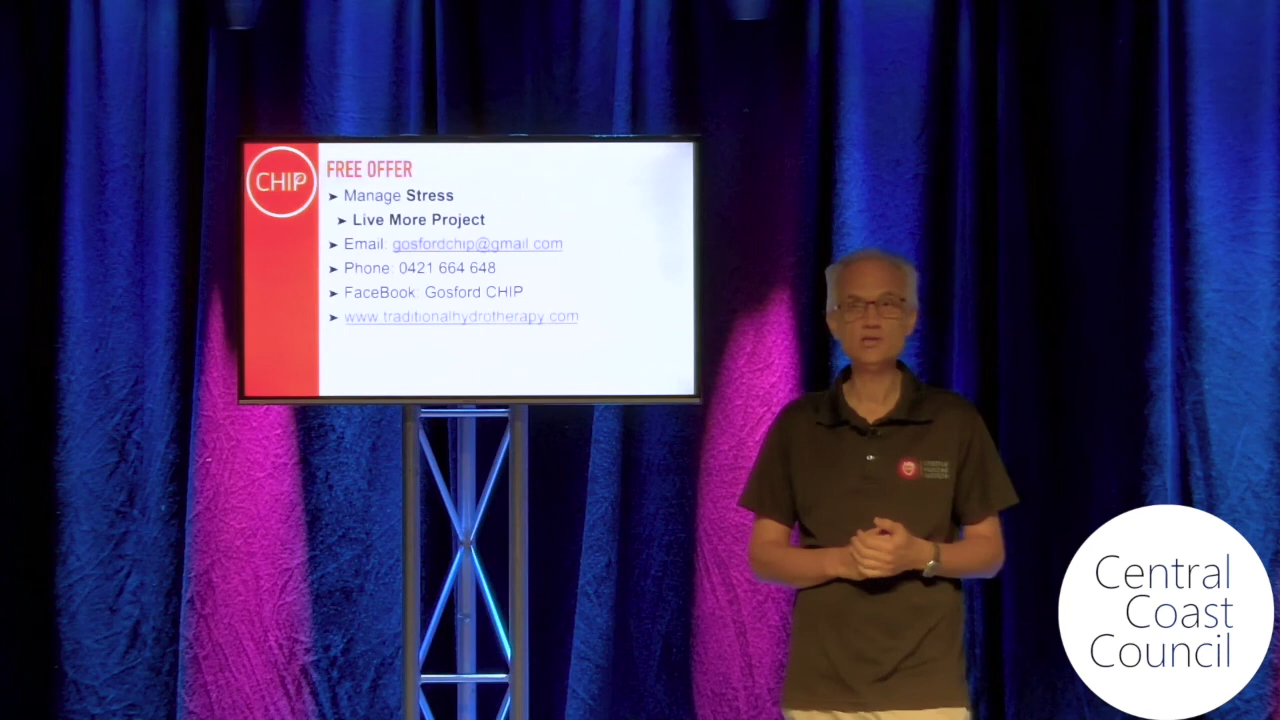 CHIP
FREE OFFER
➤ Manage Stress
➤ Live More Project
➤ Email: gosfordchip@gmail.com
➤ Phone: 0421 664 648
➤ FaceBook: Gosford CHIP
➤ www.traditionalhydrotherapy.com
Central
Coast
Council